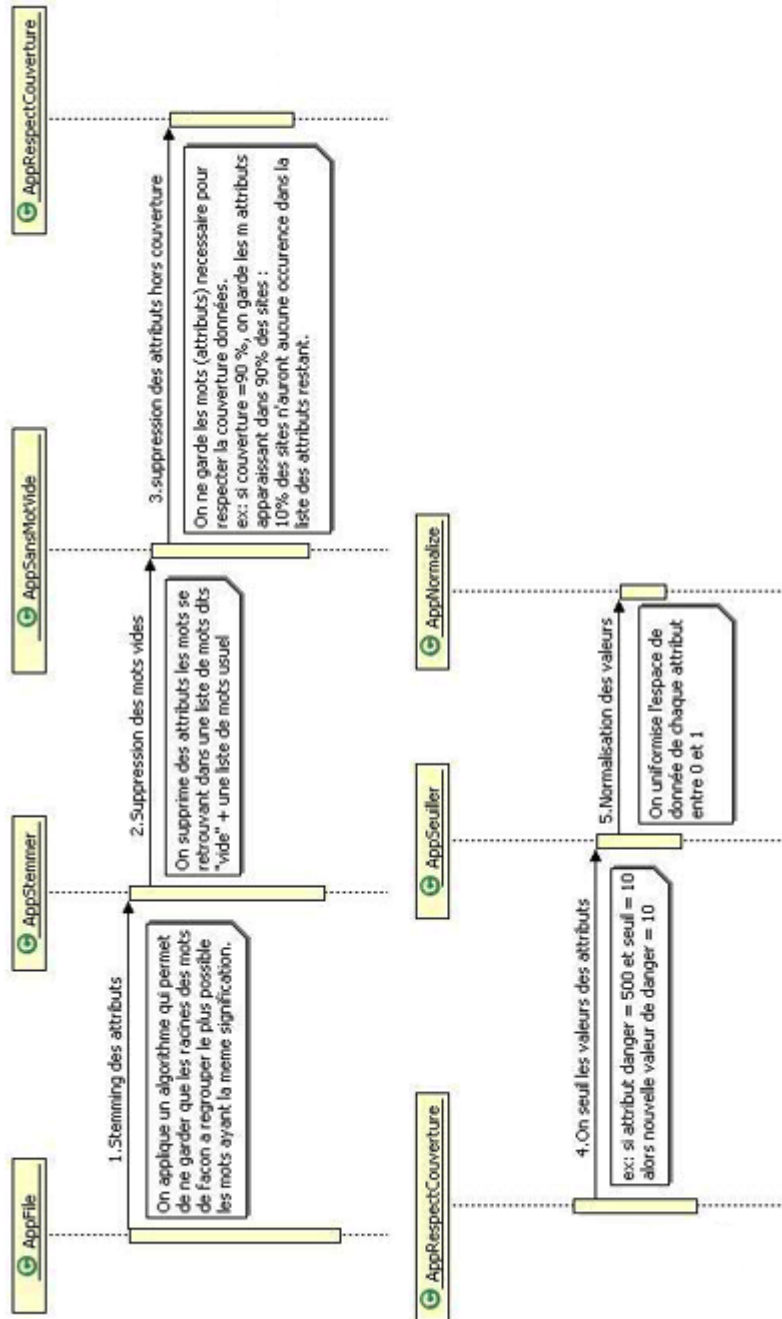 AppFile
AppStemmer
AppSansMotVide
AppRespectCouverture
1.Stemming des attributs
On applique un algorithme qui permet
de ne garder que les racines des mots
de facon a regrouper le plus possible
les mots ayant la meme signification.
2.Suppression des mots vides
On supprime des attributs les mots se
retrouvant dans une liste de mots dits
"vide" + une liste de mots usuel
3.suppression des attributs hors couverture
On ne garde les mots (attributs) necessaire pour
respecter la couverture données.
ex: si couverture =90 %, on garde les m attributs
apparaissant dans 90% des sites :
10% des sites n'auront aucune occurence dans la
liste des attributs restant.
AppRespectCouverture
AppSeuiller
AppNormalize
4.On seuil les valeurs des attributs
ex: si attribut danger = 500 et seuil = 10
alors nouvelle valeur de danger = 10
5.Normalisation des valeurs
On uniformise l'espace de
donnée de chaque attribut
entre 0 et 1